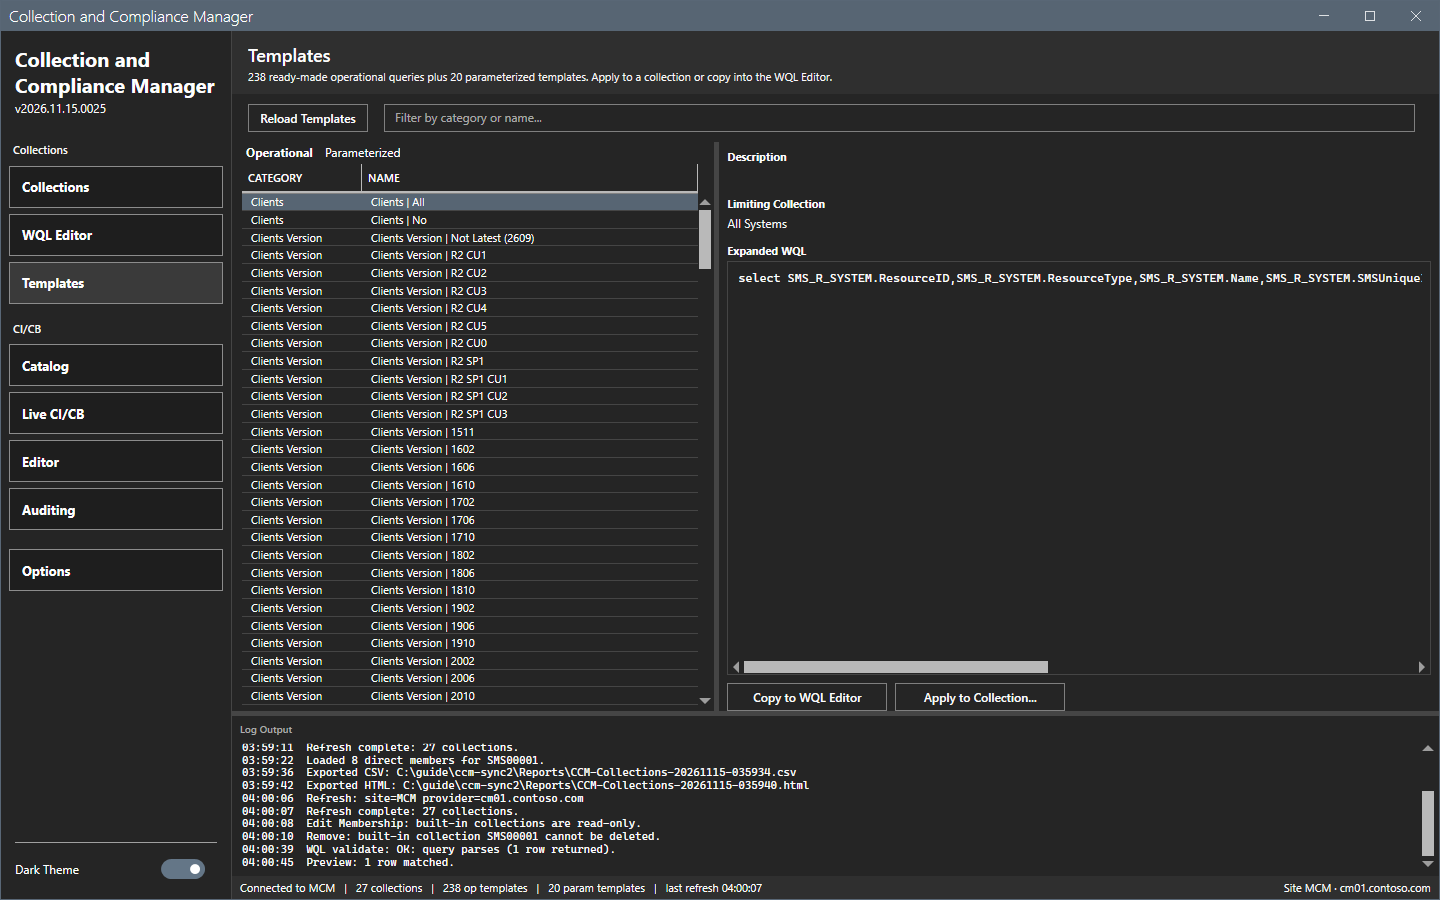 Collection and Compliance Manager
Collection and
Compliance Manager
v2026.11.15.0025
Collections
Collections
WQL Editor
Templates
CI/CB
Catalog
Live CI/CB
Editor
Auditing
Options
Dark Theme
Templates
238 ready-made operational queries plus 20 parameterized templates. Apply to a collection or copy into the WQL Editor.
Reload Templates
Filter by category or name...
Operational Parameterized
CATEGORY NAME
Clients Clients | All
Clients Clients | No
Clients Version Clients Version | Not Latest (2609)
Clients Version Clients Version | R2 CU1
Clients Version Clients Version | R2 CU2
Clients Version Clients Version | R2 CU3
Clients Version Clients Version | R2 CU4
Clients Version Clients Version | R2 CU5
Clients Version Clients Version | R2 CU0
Clients Version Clients Version | R2 SP1
Clients Version Clients Version | R2 SP1 CU1
Clients Version Clients Version | R2 SP1 CU2
Clients Version Clients Version | R2 SP1 CU3
Clients Version Clients Version | 1511
Clients Version Clients Version | 1602
Clients Version Clients Version | 1606
Clients Version Clients Version | 1610
Clients Version Clients Version | 1702
Clients Version Clients Version | 1706
Clients Version Clients Version | 1710
Clients Version Clients Version | 1802
Clients Version Clients Version | 1806
Clients Version Clients Version | 1810
Clients Version Clients Version | 1902
Clients Version Clients Version | 1906
Clients Version Clients Version | 1910
Clients Version Clients Version | 2002
Clients Version Clients Version | 2006
Clients Version Clients Version | 2010
Description
Limiting Collection
All Systems
Expanded WQL
select SMS_R_SYSTEM.ResourceID,SMS_R_SYSTEM.ResourceType,SMS_R_SYSTEM.Name,SMS_R_SYSTEM.SMSUnique
Copy to WQL Editor
Apply to Collection...
Log Output
03:59:11 Refresh complete: 27 collections.
03:59:22 Loaded 8 direct members for SMS00001.
03:59:36 Exported CSV: C:\guide\ccm-sync2\Reports\CCM-Collections-20261115-035934.csv
03:59:42 Exported HTML: C:\guide\ccm-sync2\Reports\CCM-Collections-20261115-035940.html
04:00:06 Refresh: site=MCM provider=cm01.contoso.com
04:00:07 Refresh complete: 27 collections.
04:00:08 Edit Membership: built-in collections are read-only.
04:00:10 Remove: built-in collection SMS00001 cannot be deleted.
04:00:39 WQL validate: OK: query parses (1 row returned).
04:00:45 Preview: 1 row matched.
Connected to MCM | 27 collections | 238 op templates | 20 param templates | last refresh 04:00:07
Site MCM · cm01.contoso.com